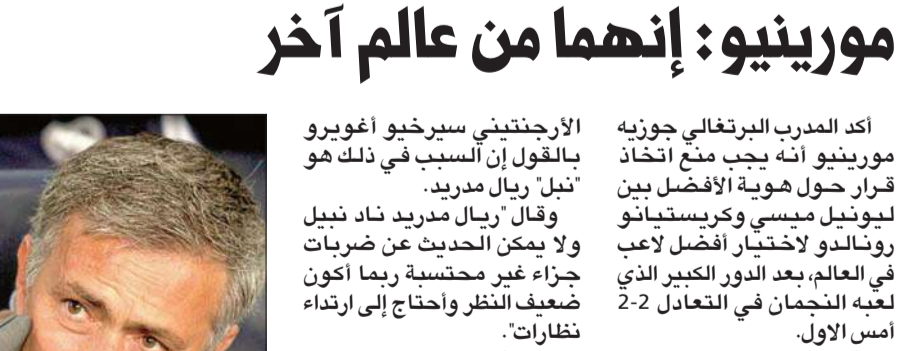 مورينيو: إنهما من عالم آخر
أكد المدرب البرتغالي جوزيه
مورينيو أنه يجب منع اتخاذ
قرار حول هوية الأفضل بين
ليونيل ميسي وكريستيانو
رونالدو لاختيار أفضل لاعب
في العالم، بعد الدور الكبير الذي
لعبه النجمان في التعادل 2-2
أمس الاول.
الأرجنتيني سيرخيو أغويرو
بالقول إن السبب في ذلك هو
"نبل" ريال مدريد.
وقال "ريال مدريد ناد نبيل
ولا يمكن الحديث عن ضربات
جزاء غير محتسبة ربما أكون
ضعيف النظر وأحتاج إلى ارتداء
نظارات".